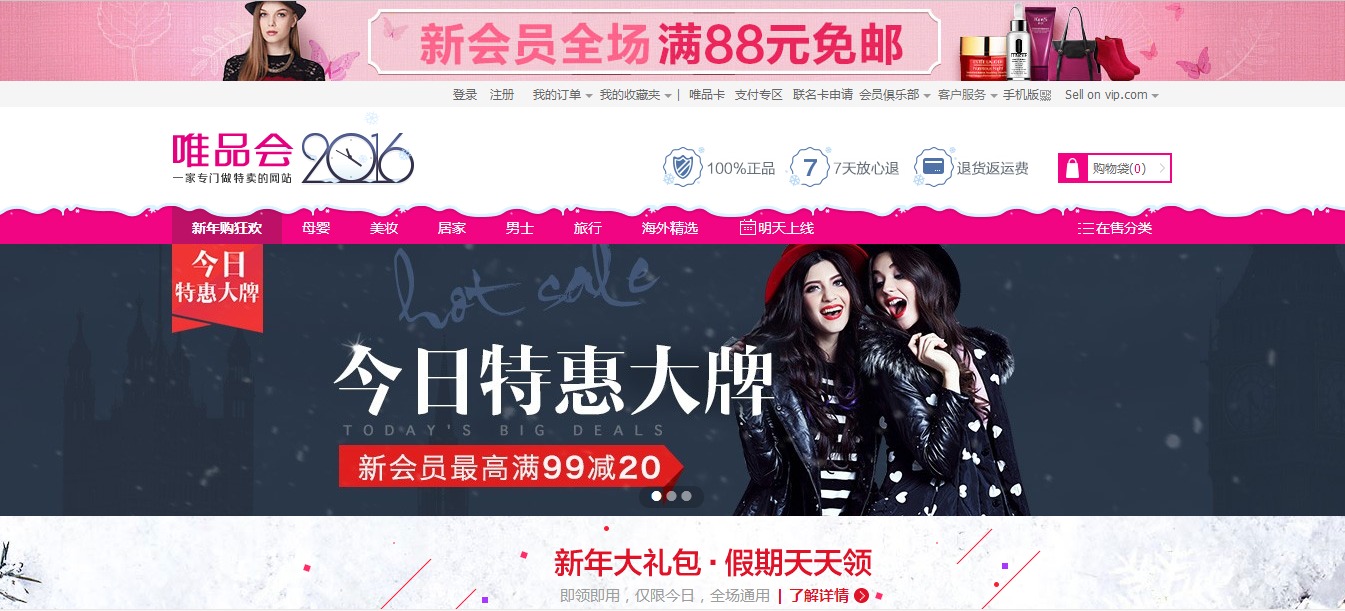 新会员全场满88元免邮
登录 注册 我的订单 我的收藏夹 | 唯品卡 支付专区 联名卡申请 会员俱乐部 客户服务 手机版 Sell on vip.com
唯品会 2016
一家专门做特卖的网站
100%正品 7 7天放心退 退货返运费 购物袋(0)
新年购狂欢 母婴 美妆 居家 男士 旅行 海外精选 明天上线 在售分类
今日
特惠大牌
hot sale
今日特惠大牌
TODAY'S BIG DEALS
新会员最高满99减20
新年大礼包·假期天天领
即领即用，仅限今日，全场通用 | 了解详情